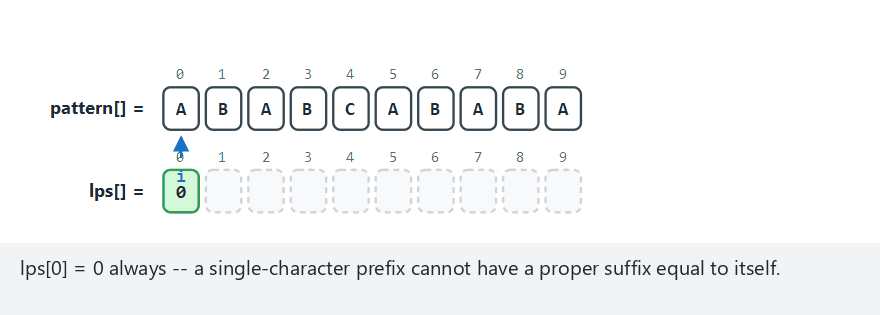 0 1 2 3 4 5 6 7 8 9
pattern[] = A B A B C A B A B A
0 1 2 3 4 5 6 7 8 9
i
lps[] = 0
lps[0] = 0 always -- a single-character prefix cannot have a proper suffix equal to itself.